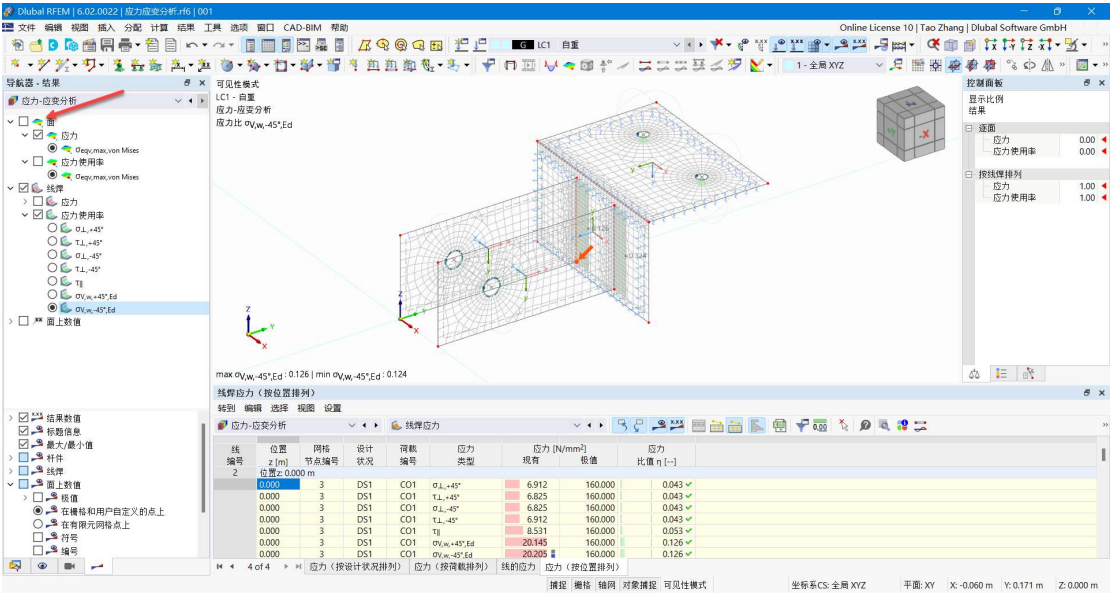 Dlubal RFEM | 6.02.0022 | 应力应变分析.rf6 | 001
文件 编辑 视图 插入 分配 计算 结果 工具 选项 窗口 CAD-BIM 帮助
Online License 10 | Tao Zhang | Dlubal Software GmbH
G LC1 自重
1 - 全局 XYZ
导航器 - 结果
应力-应变分析
面
应力
σeqv,max,von Mises
应力使用率
σeqv,max,von Mises
线焊
应力
应力使用率
σ⊥,+45°
τ⊥,+45°
σ⊥,-45°
τ⊥,-45°
τ||
σV,w,+45°,Ed
σV,w,-45°,Ed
面上数值
结果数值
标题信息
最大/最小值
杆件
线焊
面上数值
极值
在栅格和用户自定义的点上
在有限元网格点上
符号
编号
可见性模式
LC1 - 自重
应力-应变分析
应力比 σV,w,-45°,Ed
0.126
0.124
Z
Y
X
-X
max σV,w,-45°,Ed : 0.126 | min σV,w,-45°,Ed : 0.124
控制面板
显示比例
结果
逐面
应力 0.00
应力使用率 0.00
按线焊排列
应力 1.00
应力使用率 1.00
线焊应力（按位置排列）
转到 编辑 选择 视图 设置
应力-应变分析 线焊应力
线 位置 网格 设计 荷载 应力 应力 [N/mm²] 应力
编号 z [m] 节点编号 状况 编号 类型 现有 极值 比值 η [--]
2 位置z: 0.000 m
0.000 3 DS1 CO1 σ⊥,+45° 6.912 160.000 0.043
0.000 3 DS1 CO1 τ⊥,+45° 6.825 160.000 0.043
0.000 3 DS1 CO1 σ⊥,-45° 6.825 160.000 0.043
0.000 3 DS1 CO1 τ⊥,-45° 6.912 160.000 0.043
0.000 3 DS1 CO1 τ|| 8.531 160.000 0.053
0.000 3 DS1 CO1 σV,w,+45°,Ed 20.145 160.000 0.126
0.000 3 DS1 CO1 σV,w,-45°,Ed 20.205 160.000 0.126
4 of 4 应力（按设计状况排列） 应力（按荷载排列） 线的应力 应力（按位置排列）
捕捉 栅格 轴网 对象捕捉 可见性模式 坐标系CS: 全局 XYZ 平面: XY X: -0.060 m Y: 0.171 m Z: 0.000 m